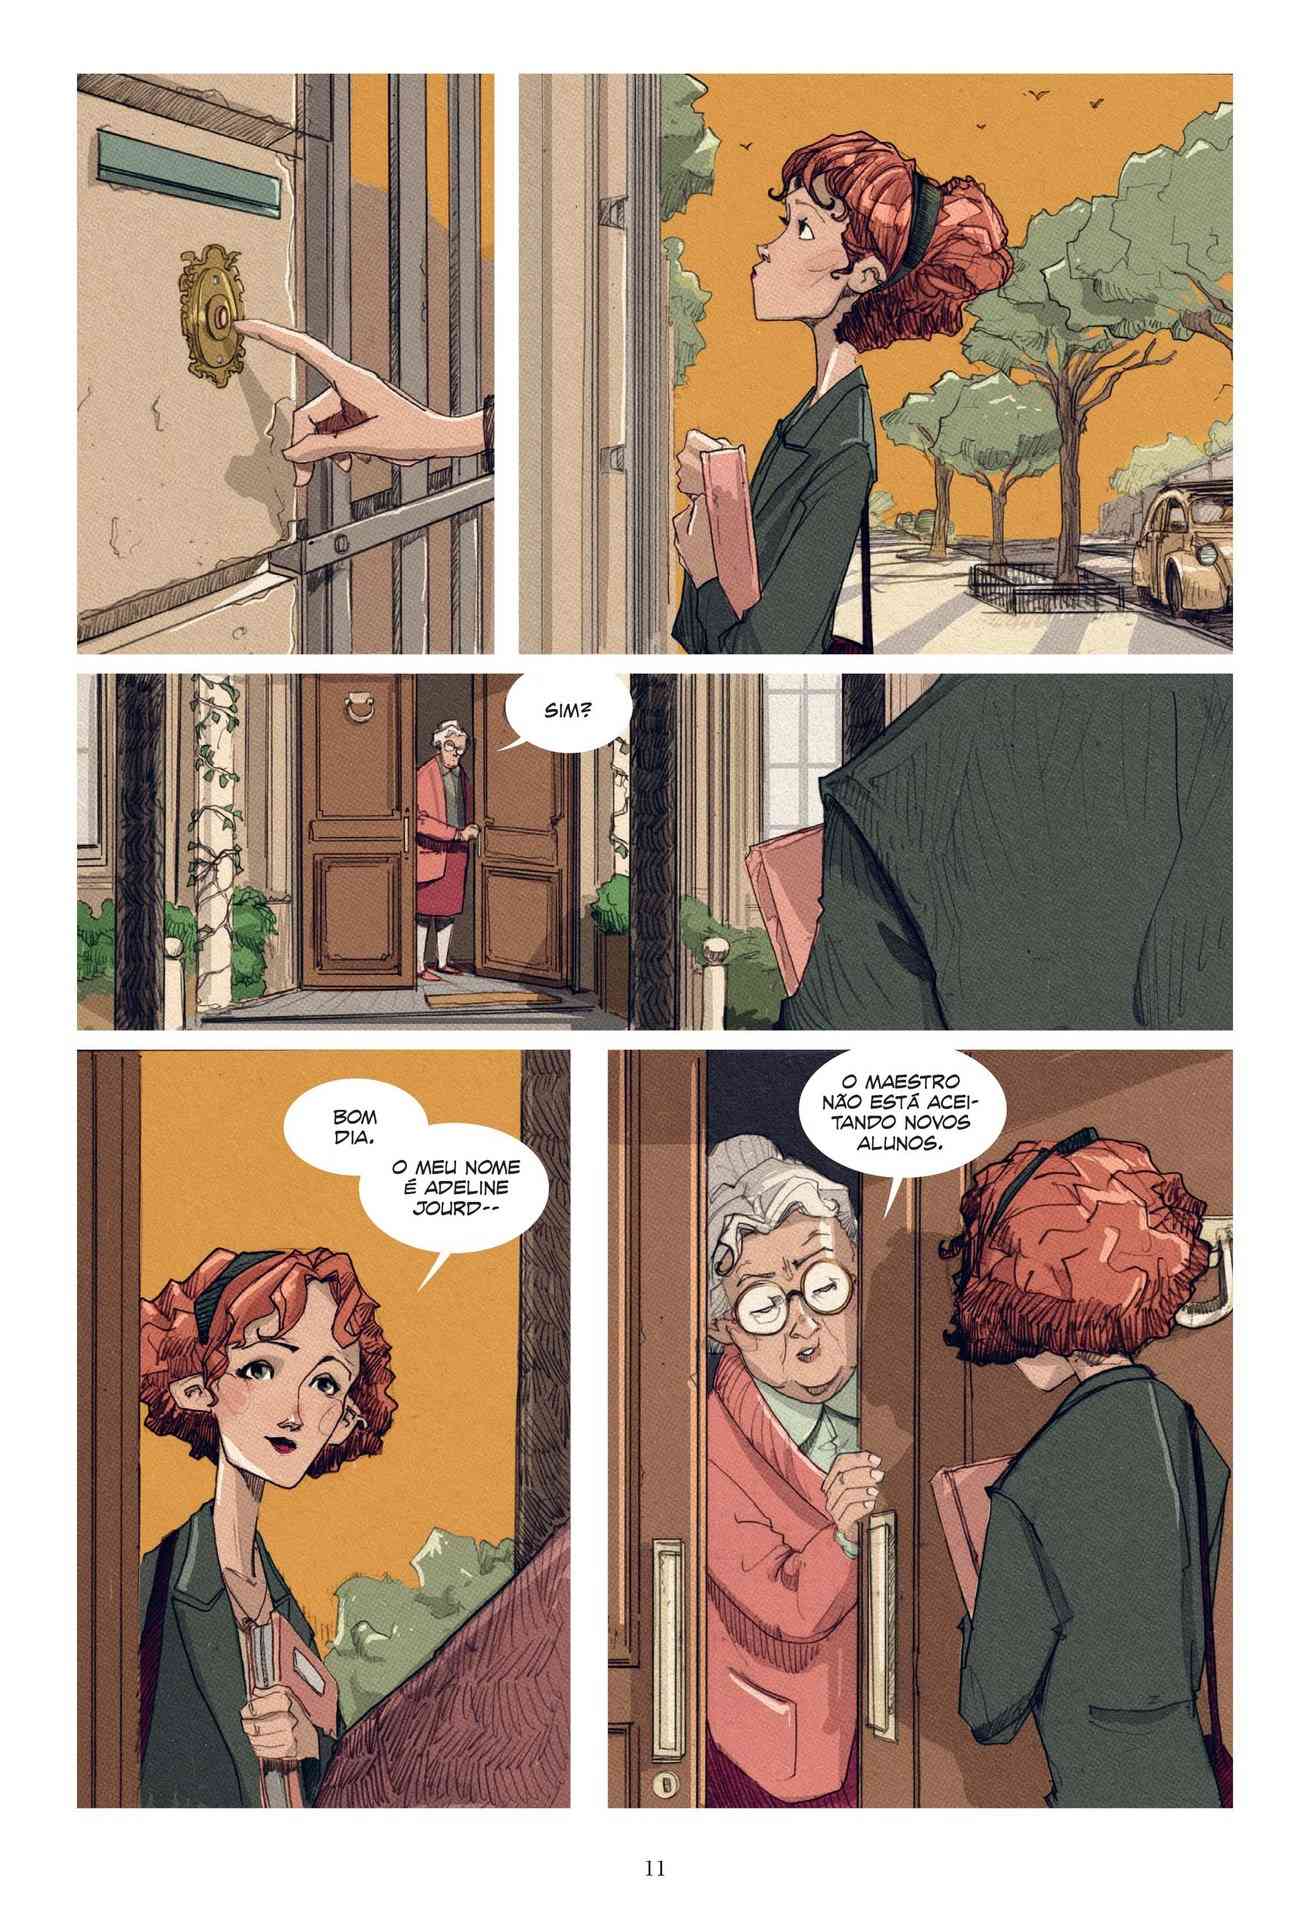 SIM?
BOM
DIA.
O MEU NOME
É ADELINE
JOURD--
O MAESTRO
NÃO ESTÁ ACEI-
TANDO NOVOS
ALUNOS.
11